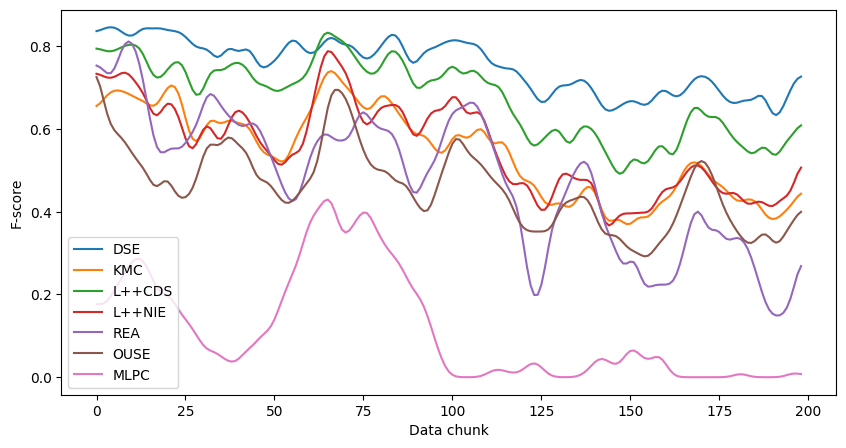 F-score
0.8
0.6
0.4
0.2
0.0
DSE
KMC
L++CDS
L++NIE
REA
OUSE
MLPC
0 25 50 75 100 125 150 175 200
Data chunk